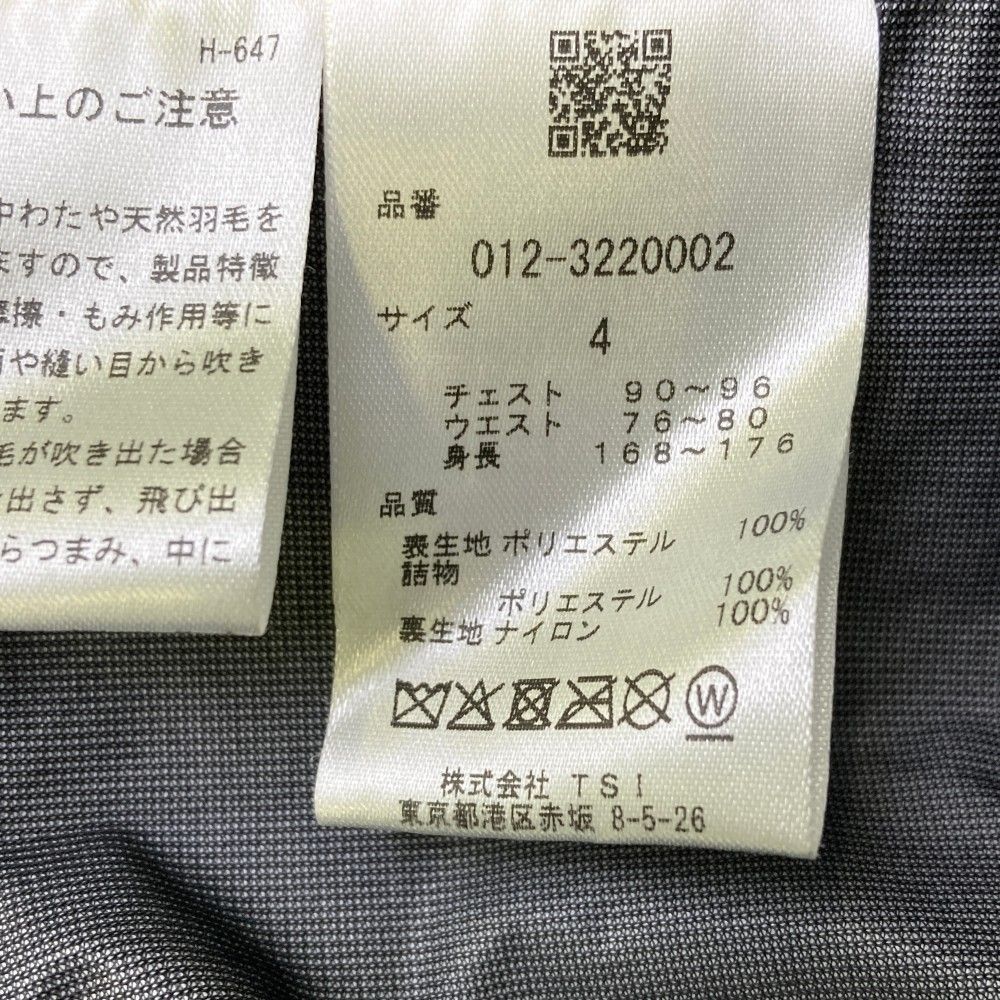 H-647
い上のご注意
中わたや天然羽毛を
ますので、製品特徴
摩擦・もみ作用等に
や縫い目から吹き
ます。
毛が吹き出た場合
出さず、飛び出
らつまみ、中に
品番
012-3220002
サイズ
4
チェスト 90～96
ウエスト 76～80
身長 168～176
品質
表生地 ポリエステル 100%
詰物
ポリエステル 100%
裏生地 ナイロン 100%
W
株式会社 TSI
東京都港区赤坂 8-5-26